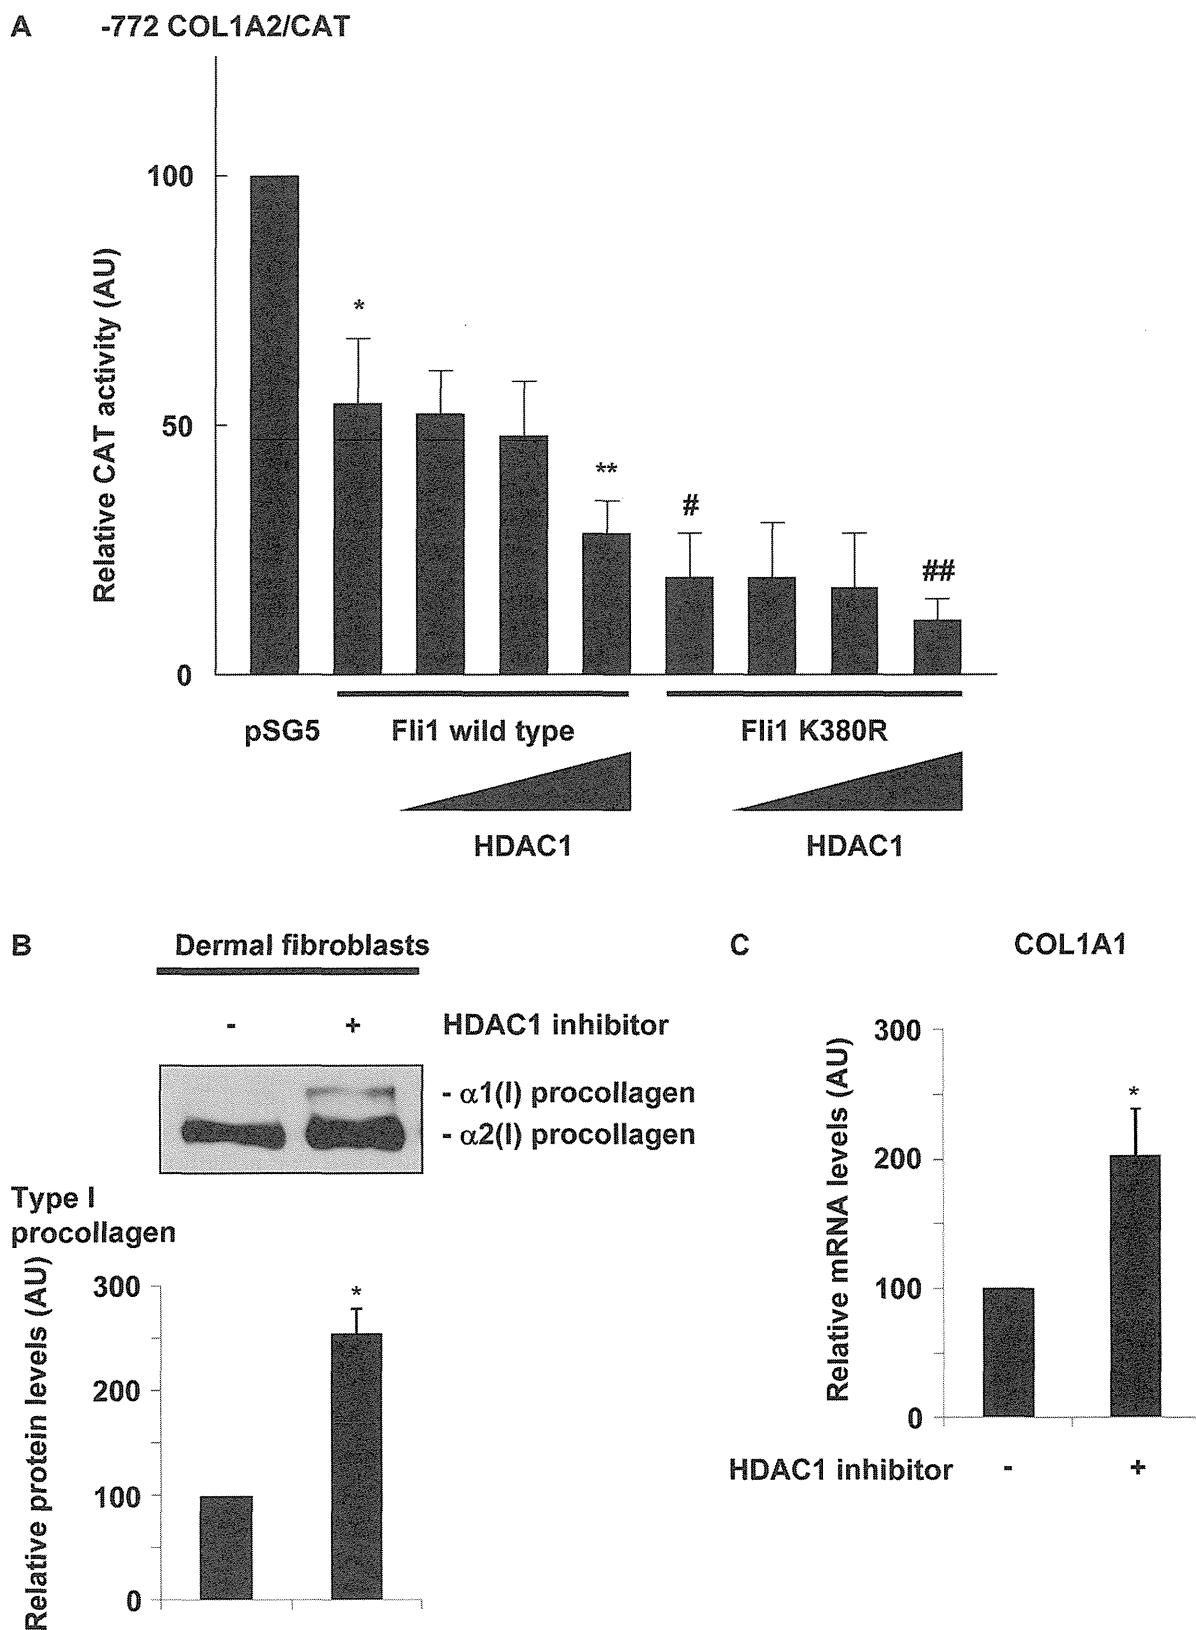 A -772 COL1A2/CAT
Relative CAT activity (AU)
100
50
0
*
**
#
##
pSG5 Fli1 wild type Fli1 K380R
HDAC1 HDAC1
B Dermal fibroblasts
- + HDAC1 inhibitor
- α1(I) procollagen
- α2(I) procollagen
Type I
procollagen
Relative protein levels (AU)
300
200
100
0
*
C COL1A1
Relative mRNA levels (AU)
300
200
100
0
*
HDAC1 inhibitor - +